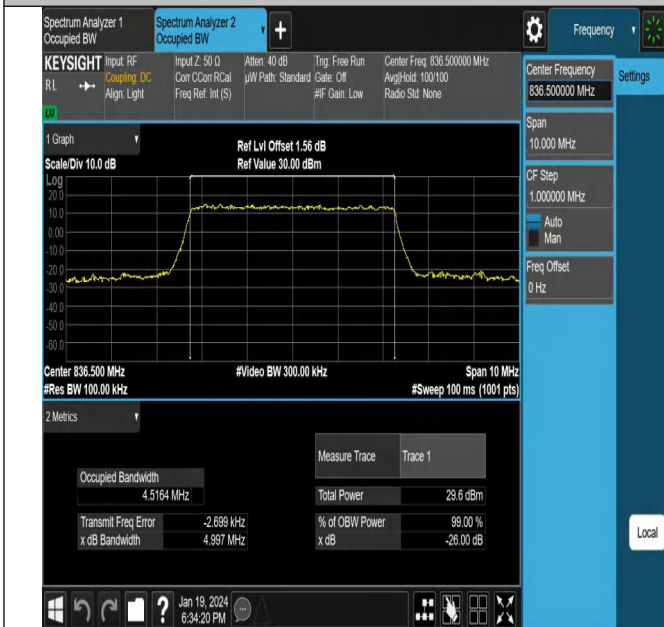 Spectrum Analyzer 1
Occupied BW
Spectrum Analyzer 2
Occupied BW
Frequency
KEYSIGHT
RL
LXI
Input: RF
Coupling: DC
Align: Light
Input Z: 50 Ω
Corr CCorr RCal
Freq Ref: Int (S)
Atten: 40 dB
µW Path: Standard
Trig: Free Run
Gate: Off
#IF Gain: Low
Center Freq: 836.500000 MHz
Avg|Hold: 100/100
Radio Std: None
Center Frequency
836.500000 MHz
Settings
Span
10.000 MHz
CF Step
1.000000 MHz
Auto
Man
Freq Offset
0 Hz
Local
1 Graph
Scale/Div 10.0 dB
Ref Lvl Offset 1.56 dB
Ref Value 30.00 dBm
Log
20.0
10.0
0.00
-10.0
-20.0
-30.0
-40.0
-50.0
-60.0
Center 836.500 MHz
#Video BW 300.00 kHz
Span 10 MHz
#Res BW 100.00 kHz
#Sweep 100 ms (1001 pts)
2 Metrics
Measure Trace
Trace 1
Occupied Bandwidth
4.5164 MHz
Total Power
29.6 dBm
Transmit Freq Error
-2.699 kHz
% of OBW Power
99.00 %
x dB Bandwidth
4.997 MHz
x dB
-26.00 dB
?
Jan 19, 2024
6:34:20 PM